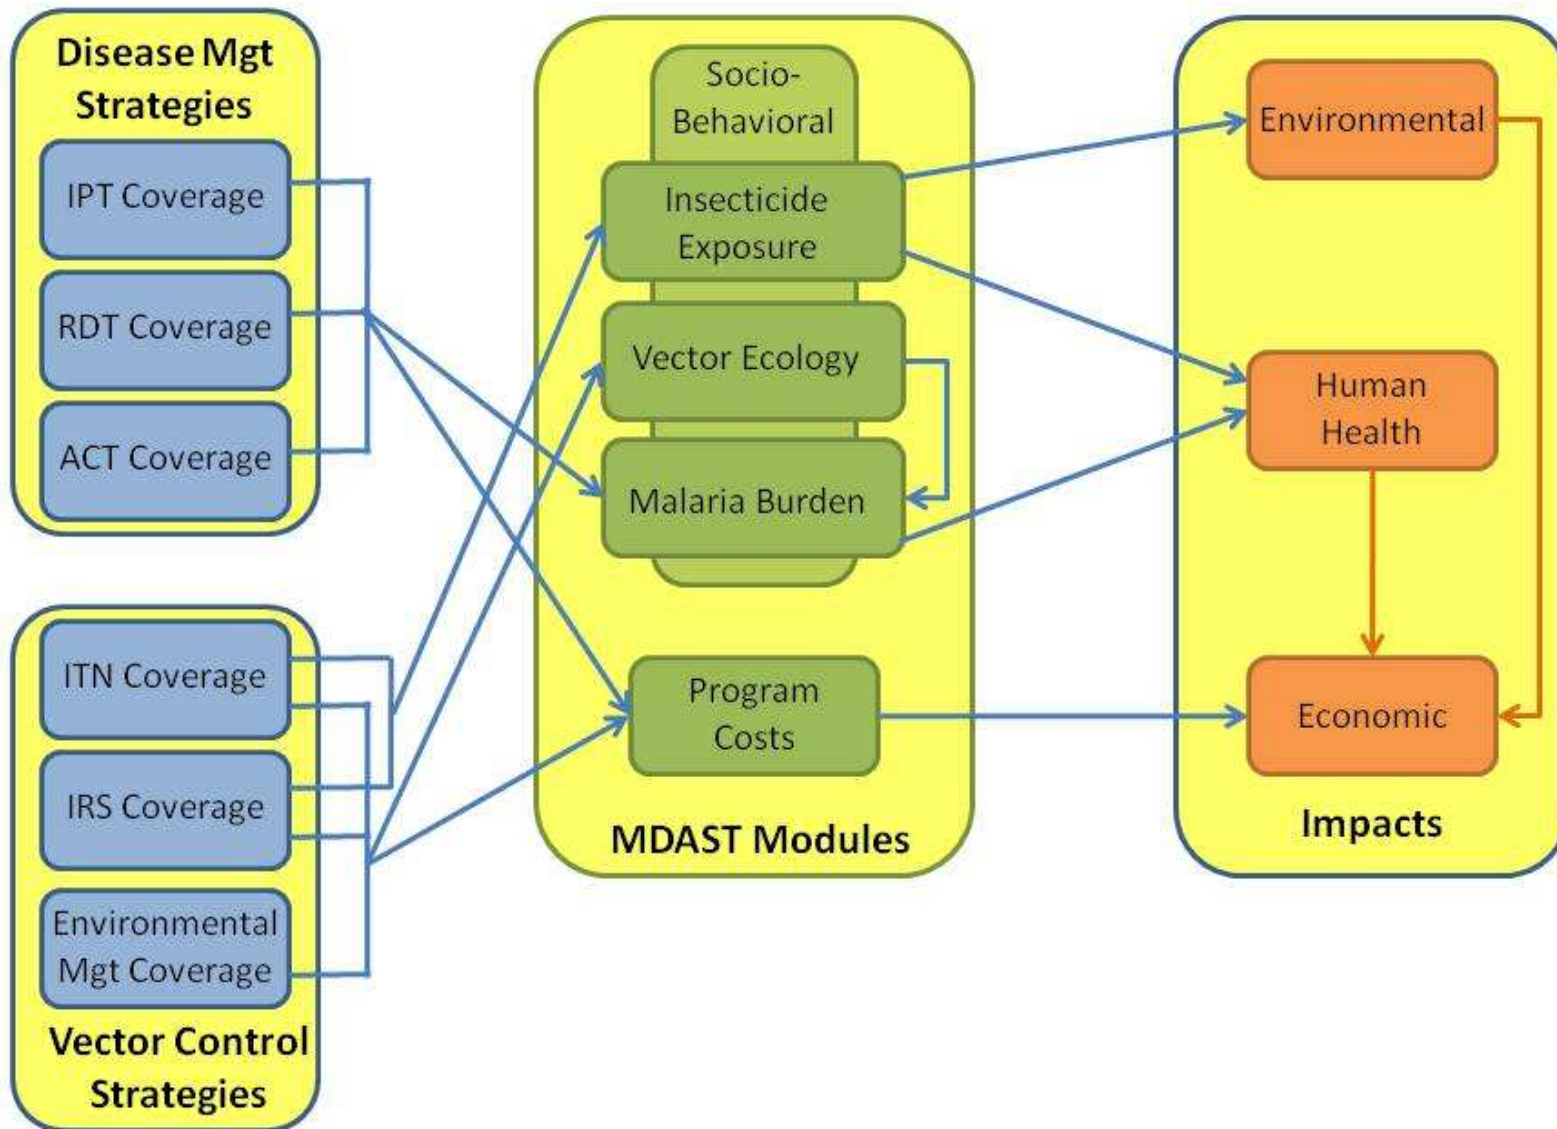 Disease Mgt
Strategies
IPT Coverage
RDT Coverage
ACT Coverage
ITN Coverage
IRS Coverage
Environmental
Mgt Coverage
Vector Control
Strategies
Socio-
Behavioral
Insecticide
Exposure
Vector Ecology
Malaria Burden
Program
Costs
MDAST Modules
Environmental
Human
Health
Economic
Impacts